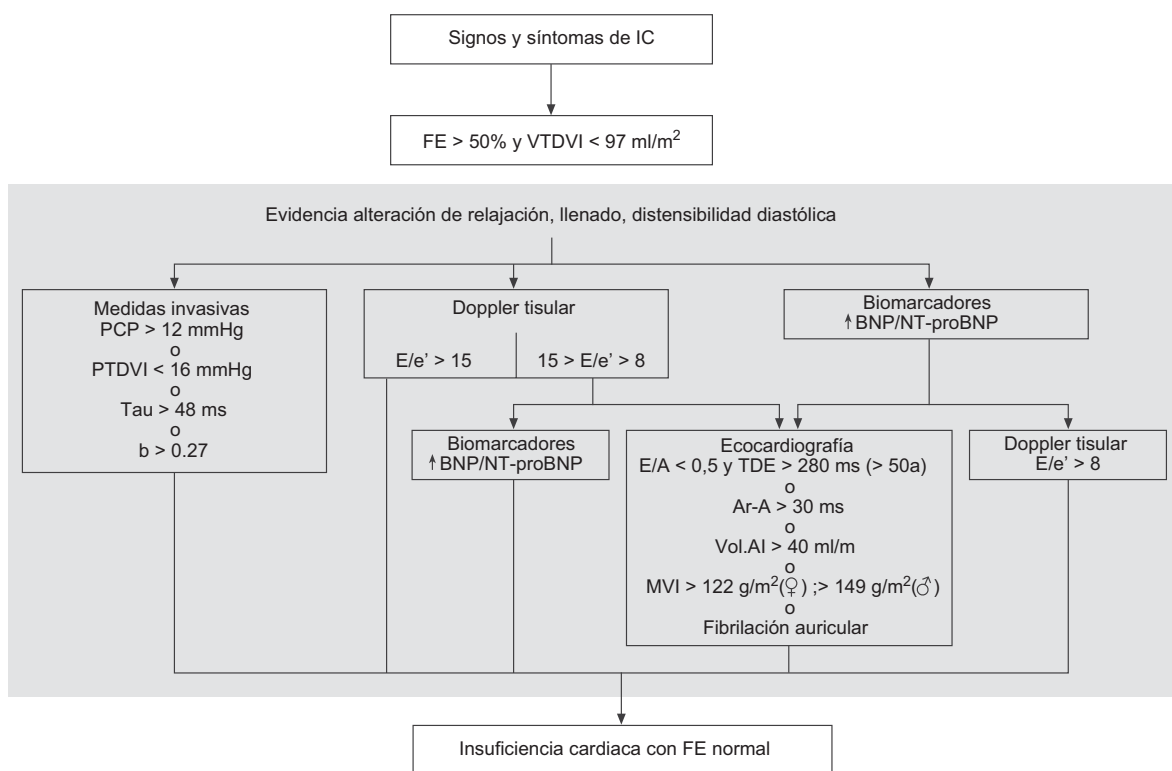 Signos y síntomas de IC
FE > 50% y VTDVI < 97 ml/m²
Evidencia alteración de relajación, llenado, distensibilidad diastólica
Medidas invasivas
PCP > 12 mmHg
o
PTDVI < 16 mmHg
o
Tau > 48 ms
o
b > 0.27
Doppler tisular
E/e' > 15
15 > E/e' > 8
Biomarcadores
↑BNP/NT-proBNP
Biomarcadores
↑BNP/NT-proBNP
Ecocardiografía
E/A < 0,5 y TDE > 280 ms (> 50a)
o
Ar-A > 30 ms
o
Vol.AI > 40 ml/m
o
MVI > 122 g/m²(♀) ;> 149 g/m²(♂)
o
Fibrilación auricular
Doppler tisular
E/e' > 8
Insuficiencia cardiaca con FE normal